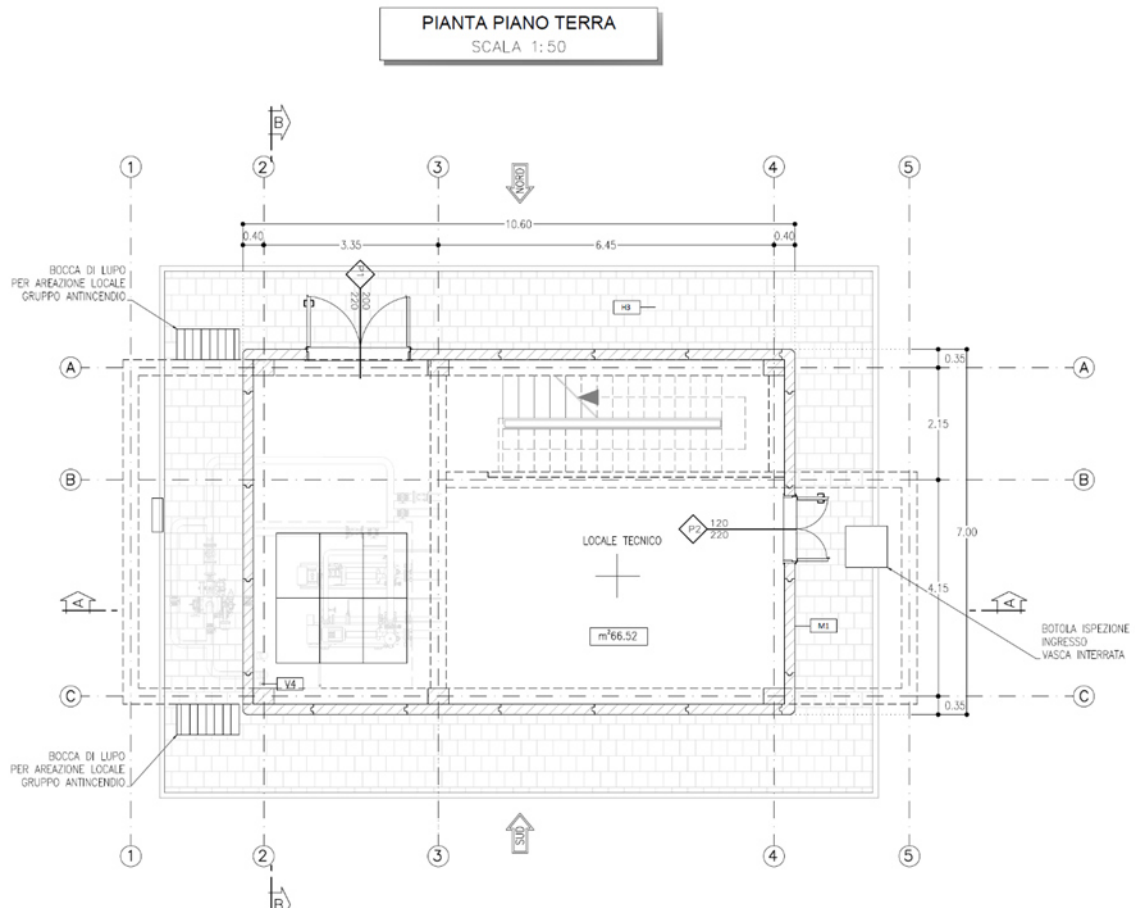 PIANTA PIANO TERRA
SCALA 1:50
B
1
2
3
4
5
NORD
10.60
0.40
3.35
6.45
0.40
BOCCA DI LUPO
PER AREAZIONE LOCALE
GRUPPO ANTINCENDIO
P1
200
220
H3
A
A
0.35
2.15
B
B
P2
120
220
LOCALE TECNICO
7.00
4.15
A
A
m²66.52
M1
BOTOLA ISPEZIONE
INGRESSO
VASCA INTERRATA
V4
C
C
0.35
BOCCA DI LUPO
PER AREAZIONE LOCALE
GRUPPO ANTINCENDIO
SUD
1
2
3
4
5
B